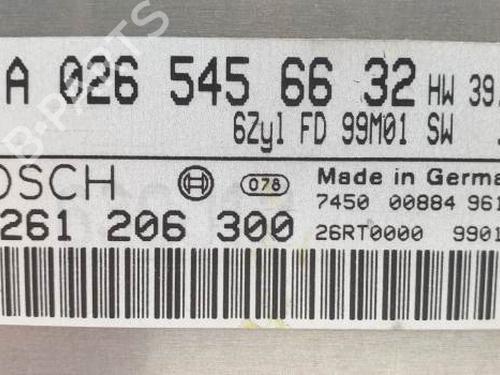 A 026 545 66 32 HW 39.
6Zyl FD 99M01 SW
OSCH 078 Made in Germa
7450 00884 961
261 206 300 26RT0000 9901
B-PARTS